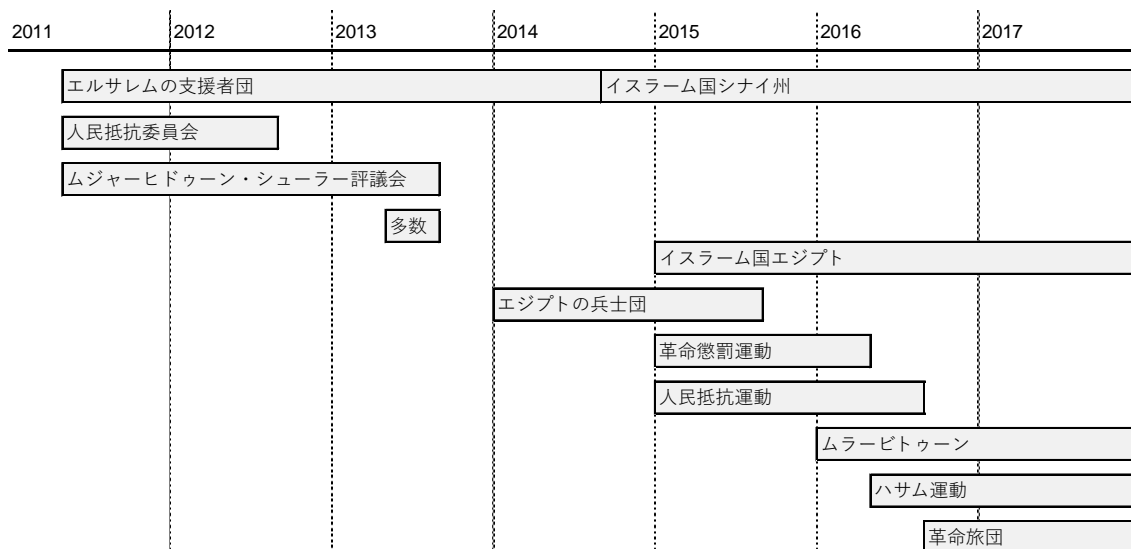 2011 2012 2013 2014 2015 2016 2017
エルサレムの支援者団 イスラーム国シナイ州
人民抵抗委員会
ムジャーヒドゥーン・シューラー評議会
多数
イスラーム国エジプト
エジプトの兵士団
革命懲罰運動
人民抵抗運動
ムラービトゥーン
ハサム運動
革命旅団